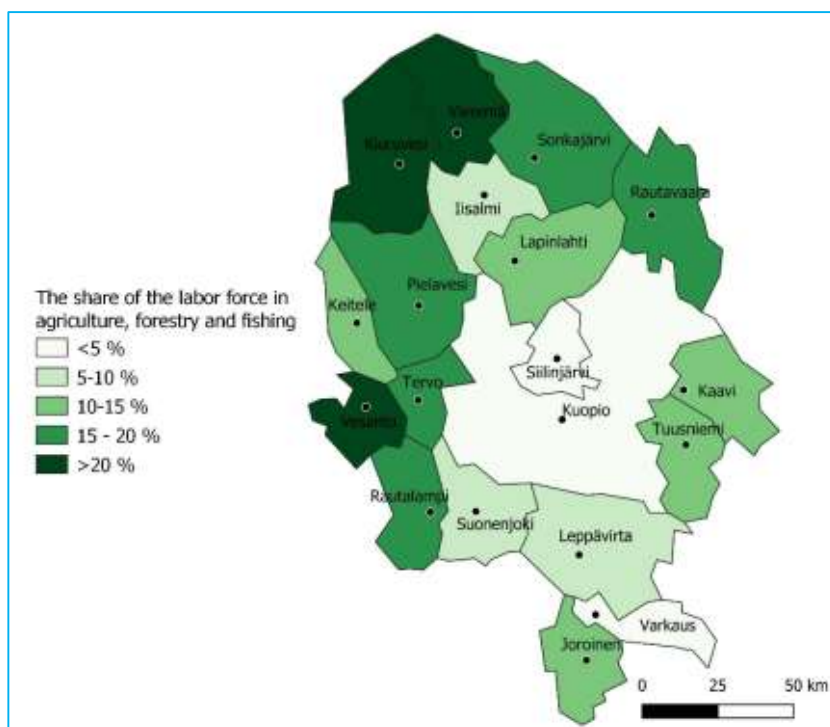 Vieremä
Kiuruvesi
Sonkajärvi
Rautavaara
Iisalmi
Lapinlahti
The share of the labor force in
agriculture, forestry and fishing
<5 %
5-10 %
10-15 %
15 - 20 %
>20 %
Keitele
Pielavesi
Siilinjärvi
Tervo
Vesanto
Kuopio
Kaavi
Tuusniemi
Rautalampi
Suonenjoki
Leppävirta
Varkaus
Joroinen
0 25 50 km